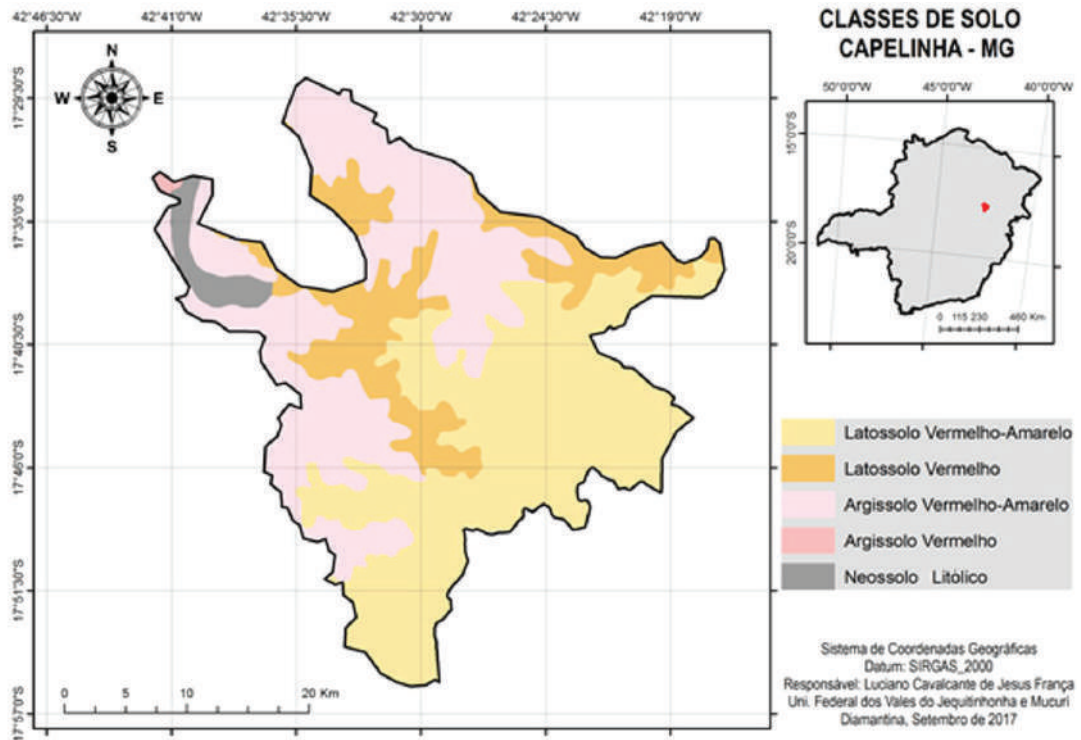 42°46'30"W 42°41'0"W 42°35'30"W 42°30'0"W 42°24'30"W 42°19'0"W
N
W E
S
17°29'30"S
17°35'0"S
17°40'30"S
17°46'0"S
17°51'30"S
17°57'0"S
0 5 10 20 Km
CLASSES DE SOLO
CAPELINHA - MG
50°0'0"W 45°0'0"W 40°0'0"W
15°0'0"S
20°0'0"S
0 115 230 460 Km
Latossolo Vermelho-Amarelo
Latossolo Vermelho
Argissolo Vermelho-Amarelo
Argissolo Vermelho
Neossolo Litólico
Sistema de Coordenadas Geográficas
Datum: SIRGAS_2000
Responsável: Luciano Cavalcante de Jesus França
Uni. Federal dos Vales do Jequitinhonha e Mucuri
Diamantina, Setembro de 2017